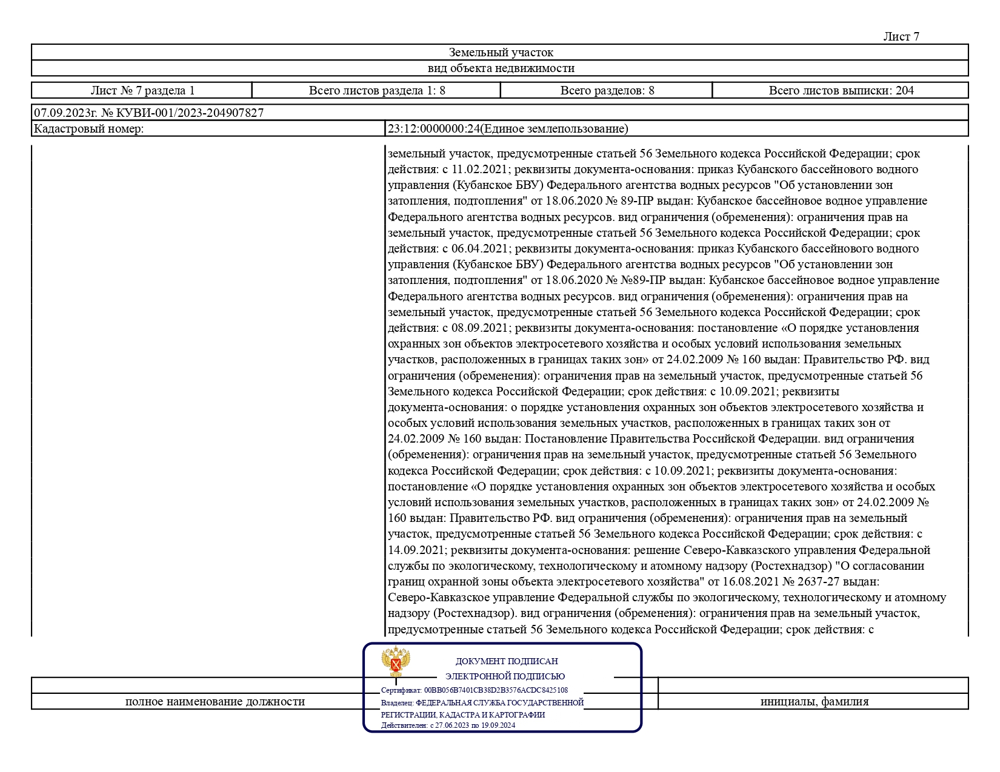 Лист 7
Земельный участок
вид объекта недвижимости
Лист № 7 раздела 1
Всего листов раздела 1: 8
Всего разделов: 8
Всего листов выписки: 204
07.09.2023г. № КУВИ-001/2023-204907827
Кадастровый номер:
23:12:0000000:24(Единое землепользование)
земельный участок, предусмотренные статьей 56 Земельного кодекса Российской Федерации; срок
действия: с 11.02.2021; реквизиты документа-основания: приказ Кубанского бассейнового водного
управления (Кубанское БВУ) Федерального агентства водных ресурсов "Об установлении зон
затопления, подтопления" от 18.06.2020 № 89-ПР выдан: Кубанское бассейновое водное управление
Федерального агентства водных ресурсов. вид ограничения (обременения): ограничения прав на
земельный участок, предусмотренные статьей 56 Земельного кодекса Российской Федерации; срок
действия: с 06.04.2021; реквизиты документа-основания: приказ Кубанского бассейнового водного
управления (Кубанское БВУ) Федерального агентства водных ресурсов "Об установлении зон
затопления, подтопления" от 18.06.2020 № №89-ПР выдан: Кубанское бассейновое водное управление
Федерального агентства водных ресурсов. вид ограничения (обременения): ограничения прав на
земельный участок, предусмотренные статьей 56 Земельного кодекса Российской Федерации; срок
действия: с 08.09.2021; реквизиты документа-основания: постановление «О порядке установления
охранных зон объектов электросетевого хозяйства и особых условий использования земельных
участков, расположенных в границах таких зон» от 24.02.2009 № 160 выдан: Правительство РФ. вид
ограничения (обременения): ограничения прав на земельный участок, предусмотренные статьей 56
Земельного кодекса Российской Федерации; срок действия: с 10.09.2021; реквизиты
документа-основания: о порядке установления охранных зон объектов электросетевого хозяйства и
особых условий использования земельных участков, расположенных в границах таких зон от
24.02.2009 № 160 выдан: Постановление Правительства Российской Федерации. вид ограничения
(обременения): ограничения прав на земельный участок, предусмотренные статьей 56 Земельного
кодекса Российской Федерации; срок действия: с 10.09.2021; реквизиты документа-основания:
постановление «О порядке установления охранных зон объектов электросетевого хозяйства и особых
условий использования земельных участков, расположенных в границах таких зон» от 24.02.2009 №
160 выдан: Правительство РФ. вид ограничения (обременения): ограничения прав на земельный
участок, предусмотренные статьей 56 Земельного кодекса Российской Федерации; срок действия: с
14.09.2021; реквизиты документа-основания: решение Северо-Кавказского управления Федеральной
службы по экологическому, технологическому и атомному надзору (Ростехнадзор) "О согласовании
границ охранной зоны объекта электросетевого хозяйства" от 16.08.2021 № 2637-27 выдан:
Северо-Кавказское управление Федеральной службы по экологическому, технологическому и атомному
надзору (Ростехнадзор). вид ограничения (обременения): ограничения прав на земельный участок,
предусмотренные статьей 56 Земельного кодекса Российской Федерации; срок действия: с
ДОКУМЕНТ ПОДПИСАН
ЭЛЕКТРОННОЙ ПОДПИСЬЮ
Сертификат: 00BB056B7401CB38D2B3576ACDC8425108
Владелец: ФЕДЕРАЛЬНАЯ СЛУЖБА ГОСУДАРСТВЕННОЙ
РЕГИСТРАЦИИ, КАДАСТРА И КАРТОГРАФИИ
Действителен: с 27.06.2023 по 19.09.2024
полное наименование должности
инициалы, фамилия